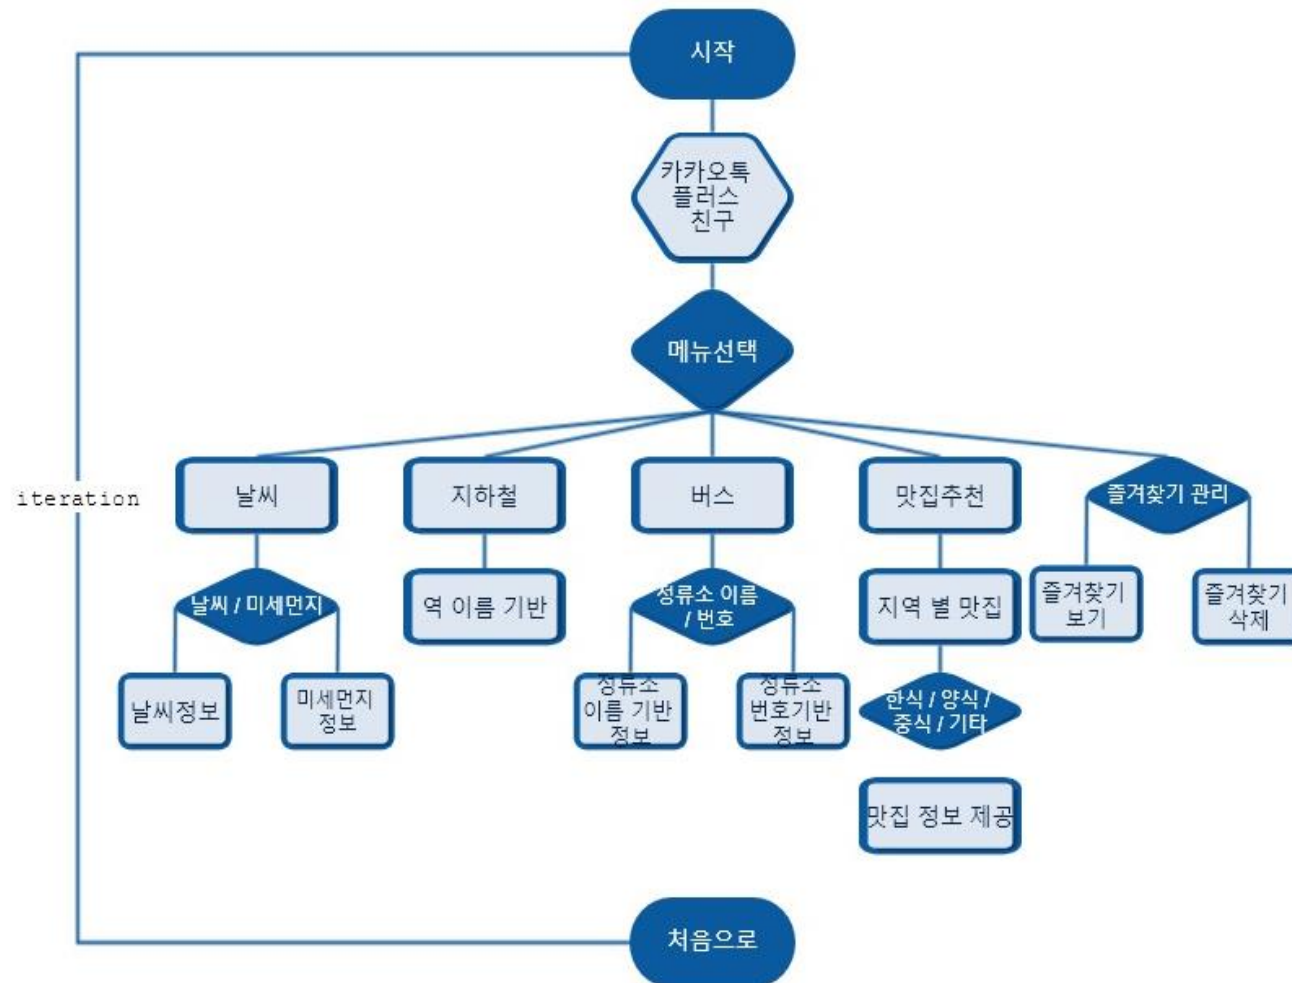 시작
카카오톡
플러스
친구
메뉴선택
iteration
날씨
지하철
버스
맛집추천
즐겨찾기 관리
날씨 / 미세먼지
역 이름 기반
정류소 이름
/ 번호
지역 별 맛집
즐겨찾기
보기
즐겨찾기
삭제
날씨정보
미세먼지
정보
정류소
이름 기반
정보
정류소
번호기반
정보
한식 / 양식 /
중식 / 기타
맛집 정보 제공
처음으로